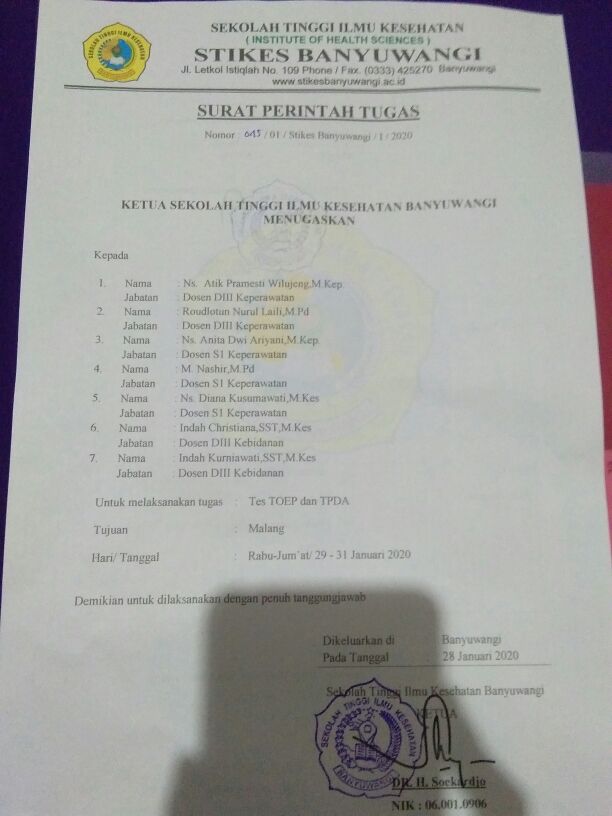 SEKOLAH TINGGI ILMU KESEHATAN
( INSTITUTE OF HEALTH SCIENCES )
STIKES BANYUWANGI
Jl. Letkol Istiqlah No. 109 Phone / Fax. (0333) 425270 Banyuwangi
www.stikesbanyuwangi.ac.id
SURAT PERINTAH TUGAS
Nomor 015 / 01 / Stikes Banyuwangi / 1 / 2020
KETUA SEKOLAH TINGGI ILMU KESEHATAN BANYUWANGI
MENUGASKAN
Kepada
1. Nama : Ns. Atik Pramesti Wilujeng,M.Kep.
Jabatan : Dosen DIII Keperawatan
2. Nama : Roudlotun Nurul Laili,M.Pd
Jabatan : Dosen DIII Keperawatan
3. Nama : Ns. Anita Dwi Ariyani,M.Kep.
Jabatan : Dosen S1 Keperawatan
4. Nama : M. Nashir,M.Pd
Jabatan : Dosen S1 Keperawatan
5. Nama : Ns. Diana Kusumawati,M.Kes
Jabatan : Dosen S1 Keperawatan
6. Nama : Indah Christiana,SST,M.Kes
Jabatan : Dosen DIII Kebidanan
7. Nama : Indah Kurniawati,SST,M.Kes
Jabatan : Dosen DIII Kebidanan
Untuk melaksanakan tugas : Tes TOEP dan TPDA
Tujuan : Malang
Hari/ Tanggal : Rabu-Jum`at/ 29 - 31 Januari 2020
Demikian untuk dilaksanakan dengan penuh tanggungjawab
Dikeluarkan di : Banyuwangi
Pada Tanggal : 28 Januari 2020
Sekolah Tinggi Ilmu Kesehatan Banyuwangi
KETUA
SEKOLAH TINGGI ILMU KESEHATAN
BANYUWANGI
DR. H. Soekardjo
NIK : 06.001.0906